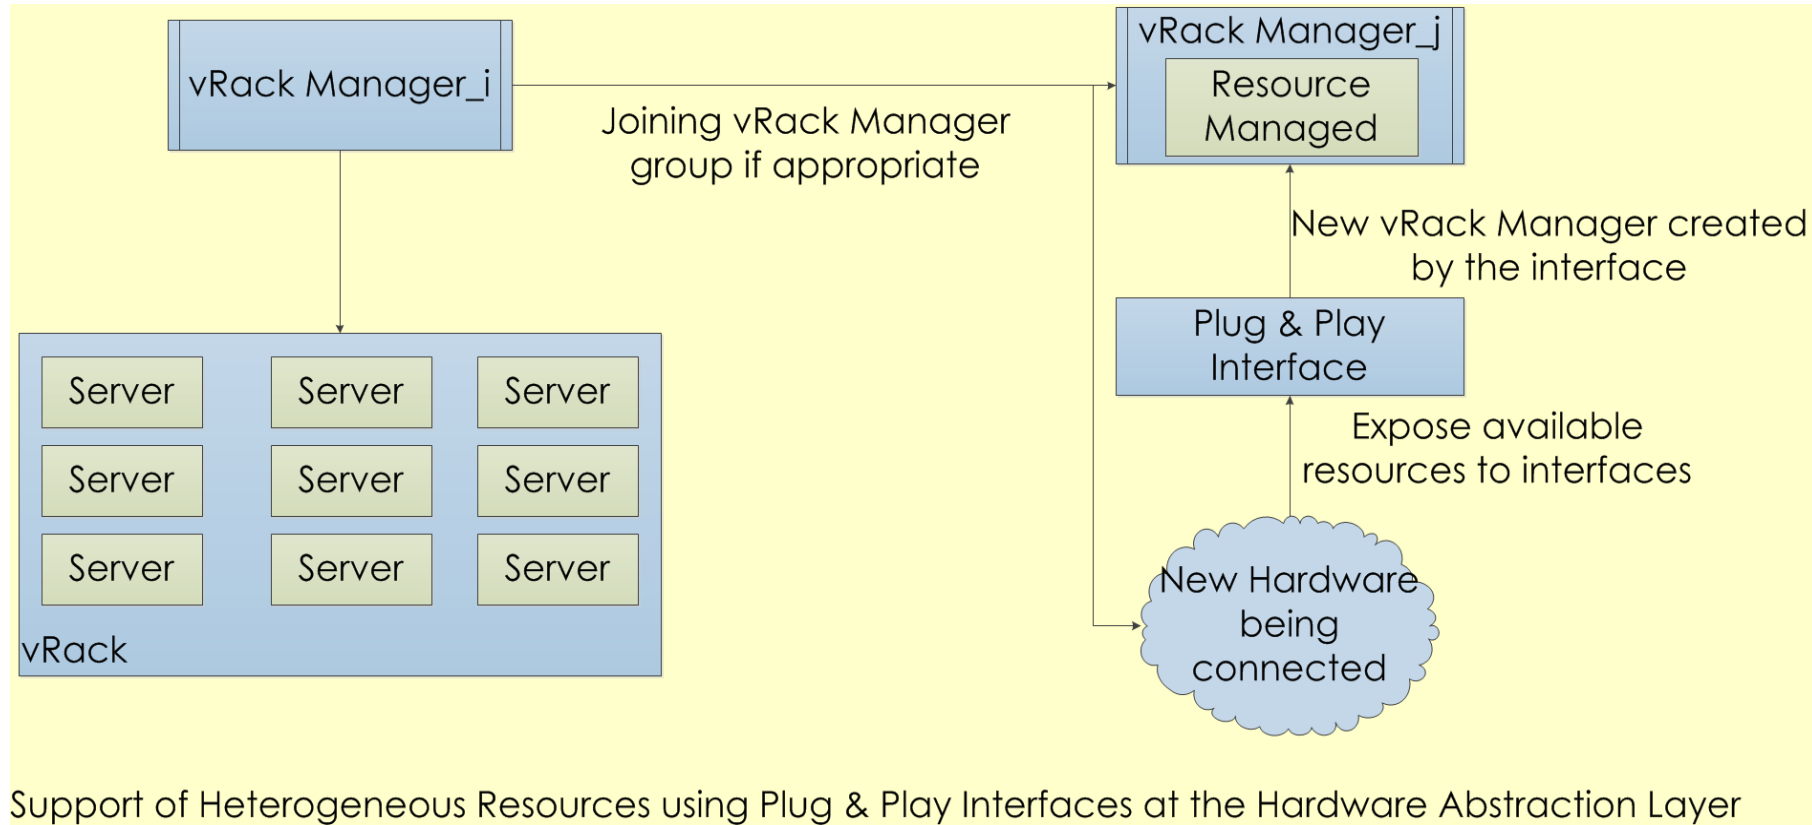 vRack Manager_i
Joining vRack Manager
group if appropriate
vRack Manager_j
Resource
Managed
New vRack Manager created
by the interface
Plug & Play
Interface
Expose available
resources to interfaces
New Hardware
being
connected
Server Server Server
Server Server Server
Server Server Server
vRack
Support of Heterogeneous Resources using Plug & Play Interfaces at the Hardware Abstraction Layer